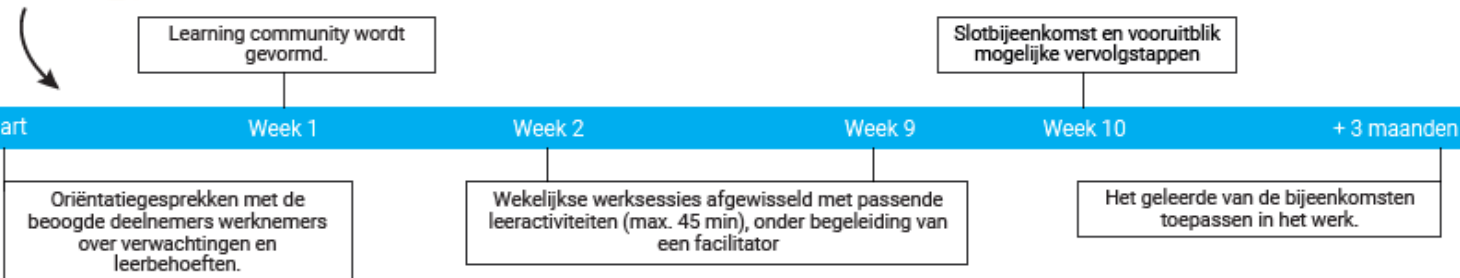 Learning community wordt
gevormd.
Slotbijeenkomst en vooruitblik
mogelijke vervolgstappen
art
Week 1
Week 2
Week 9
Week 10
+ 3 maanden
Oriëntatiegesprekken met de
beoogde deelnemers werknemers
over verwachtingen en
leerbehoeften.
Wekelijkse werksessies afgewisseld met passende
leeractiviteiten (max. 45 min), onder begeleiding van
een facilitator
Het geleerde van de bijeenkomsten
toepassen in het werk.